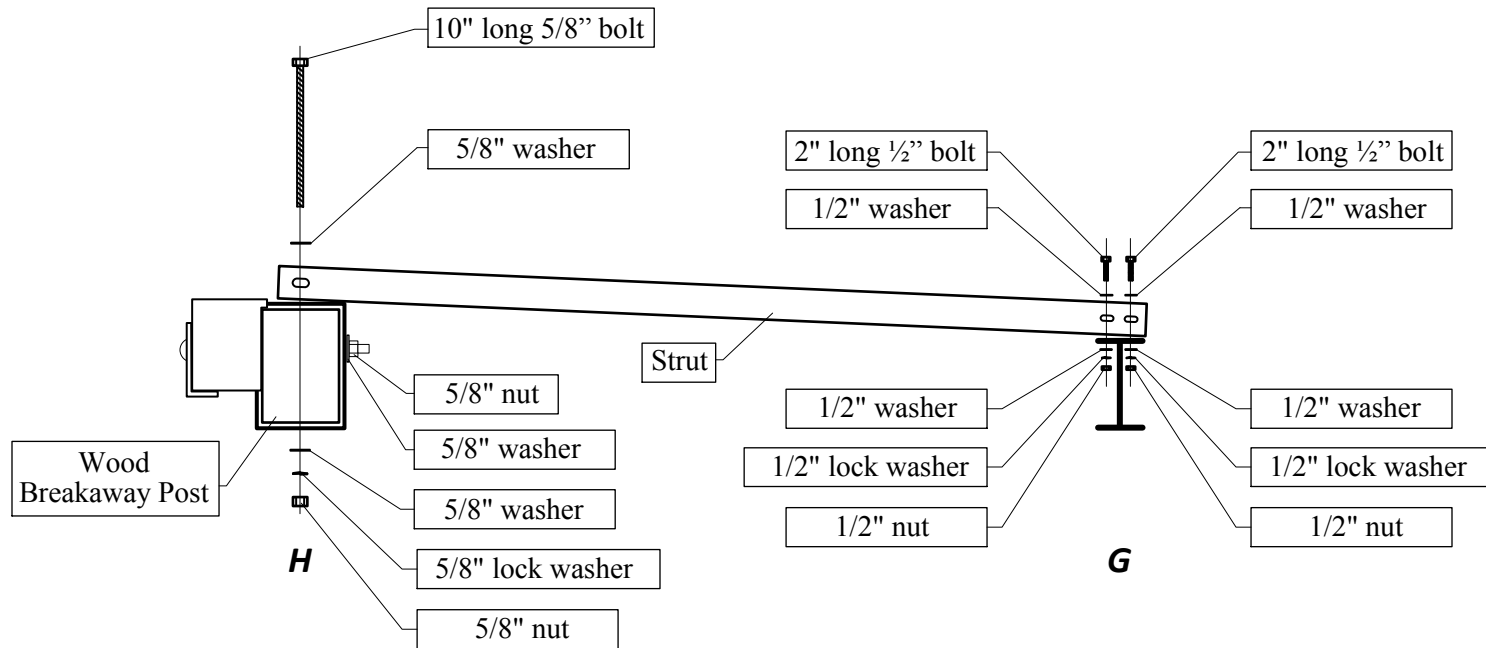 10" long 5/8” bolt
5/8" washer
2" long ½” bolt
2" long ½” bolt
1/2" washer
1/2" washer
Strut
5/8" nut
5/8" washer
Wood
Breakaway Post
5/8" washer
5/8" lock washer
5/8" nut
1/2" washer
1/2" washer
1/2" lock washer
1/2" lock washer
1/2" nut
1/2" nut
H
G